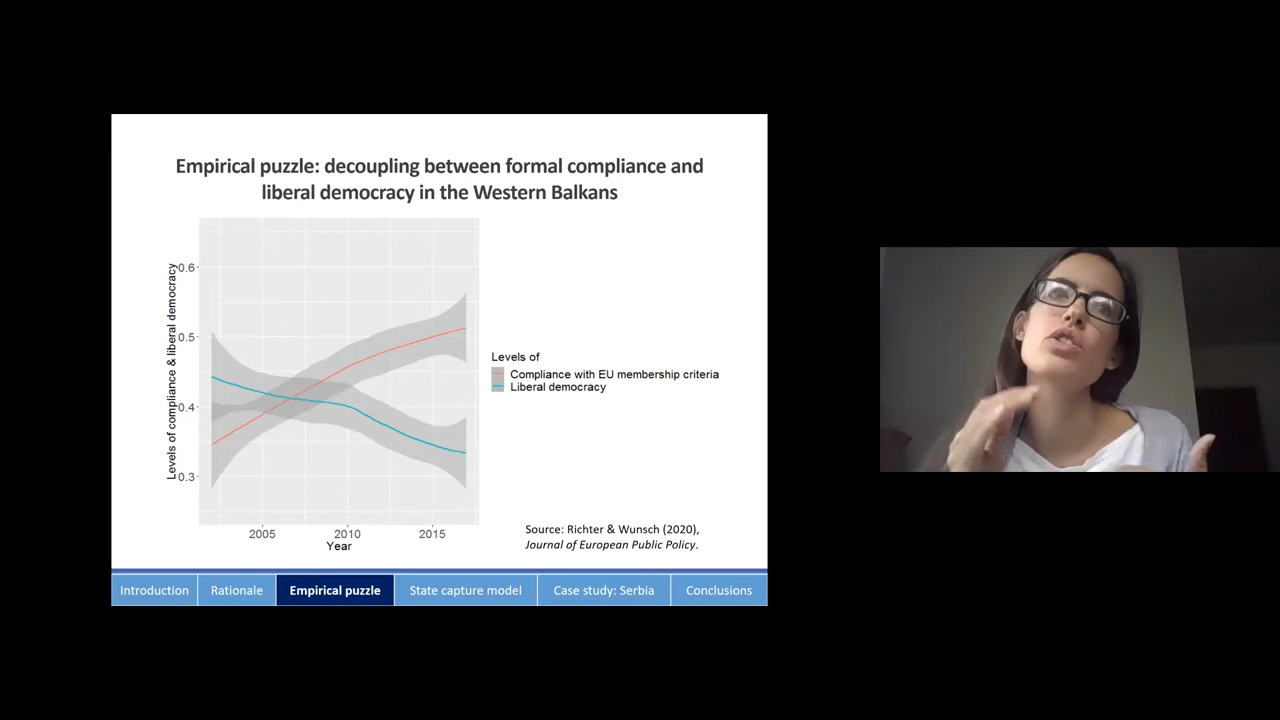 Empirical puzzle: decoupling between formal compliance and
liberal democracy in the Western Balkans
Levels of compliance & liberal democracy
0.6
0.5
0.4
0.3
2005 2010 2015
Year
Levels of
Compliance with EU membership criteria
Liberal democracy
Source: Richter & Wunsch (2020),
Journal of European Public Policy.
Introduction Rationale Empirical puzzle State capture model Case study: Serbia Conclusions